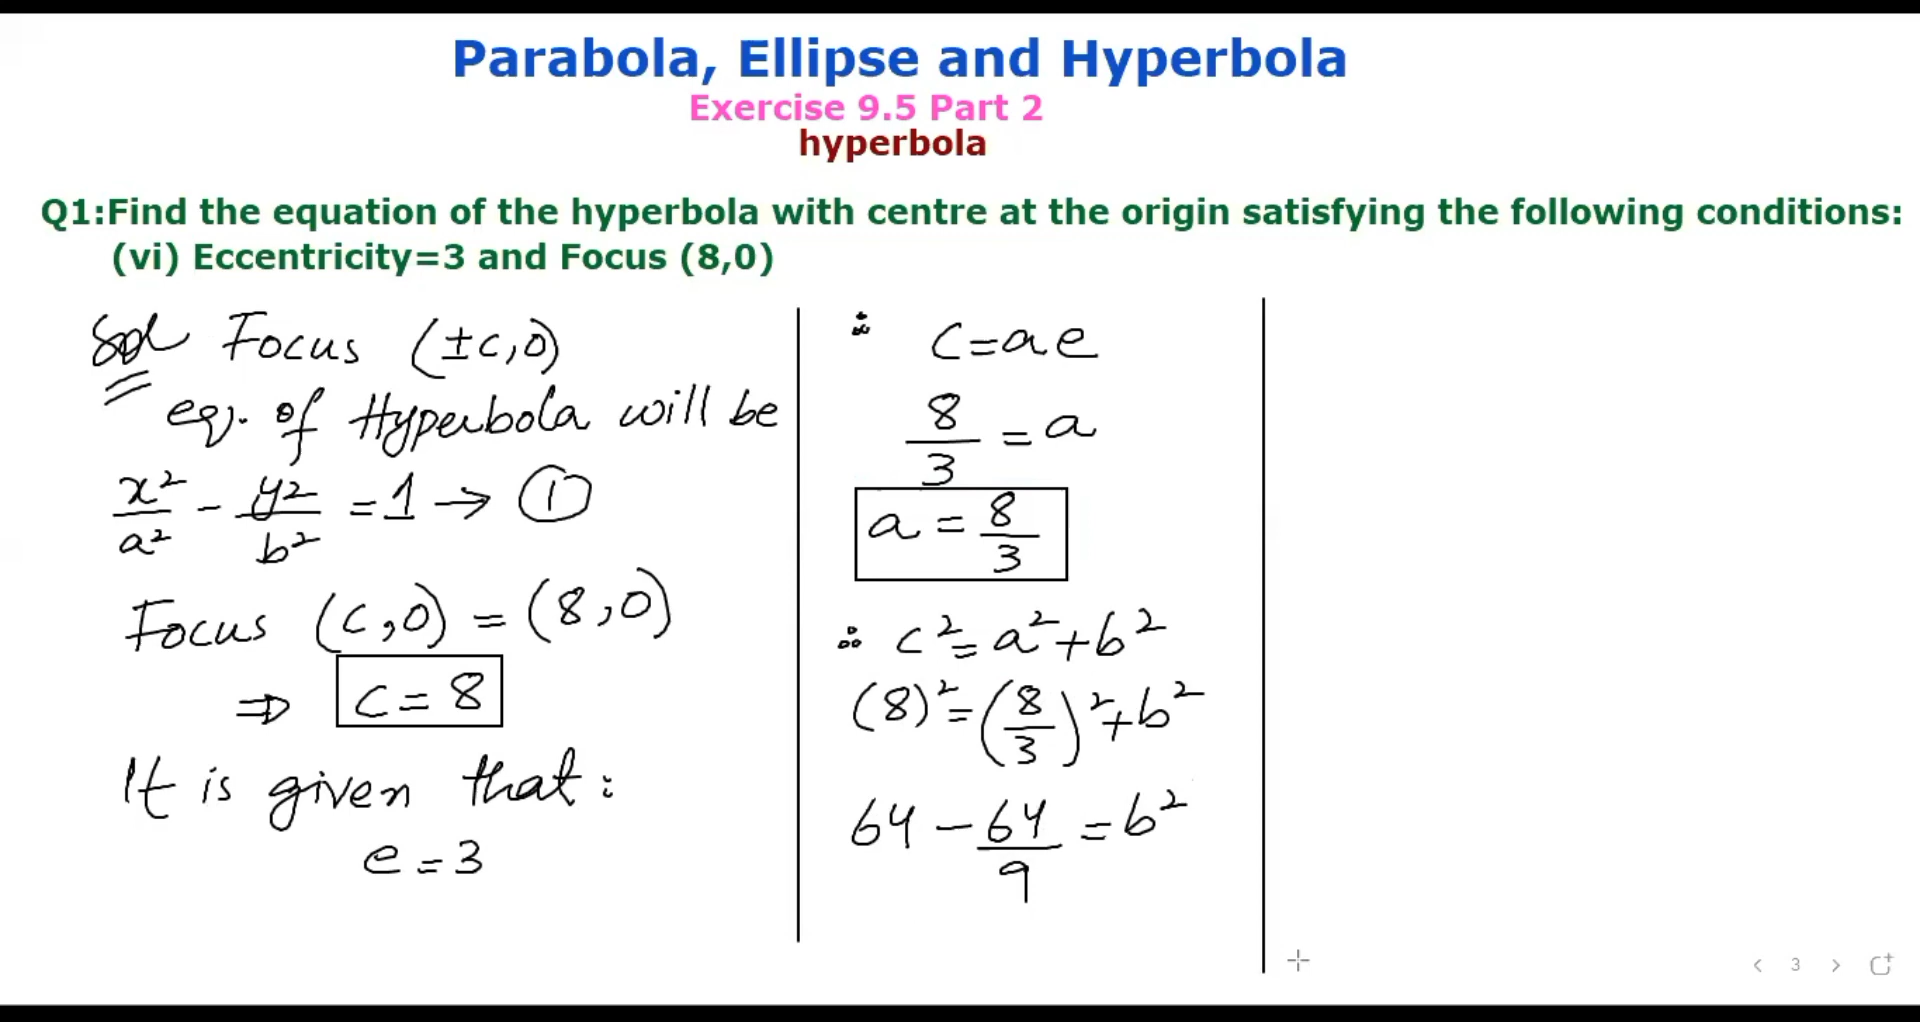 Parabola, Ellipse and Hyperbola
Exercise 9.5 Part 2
hyperbola
Q1:Find the equation of the hyperbola with centre at the origin satisfying the following conditions:
(vi) Eccentricity=3 and Focus (8,0)
Sol Focus (±c,0)
eq. of Hyperbola will be
x²/a² - y²/b² = 1 → ①
Focus (c,0) = (8,0)
⇒ c = 8
It is given that:
e = 3
∵ c = ae
8/3 = a
a = 8/3
∵ c² = a² + b²
(8)² = (8/3)² + b²
64 - 64/9 = b²
< 3 >